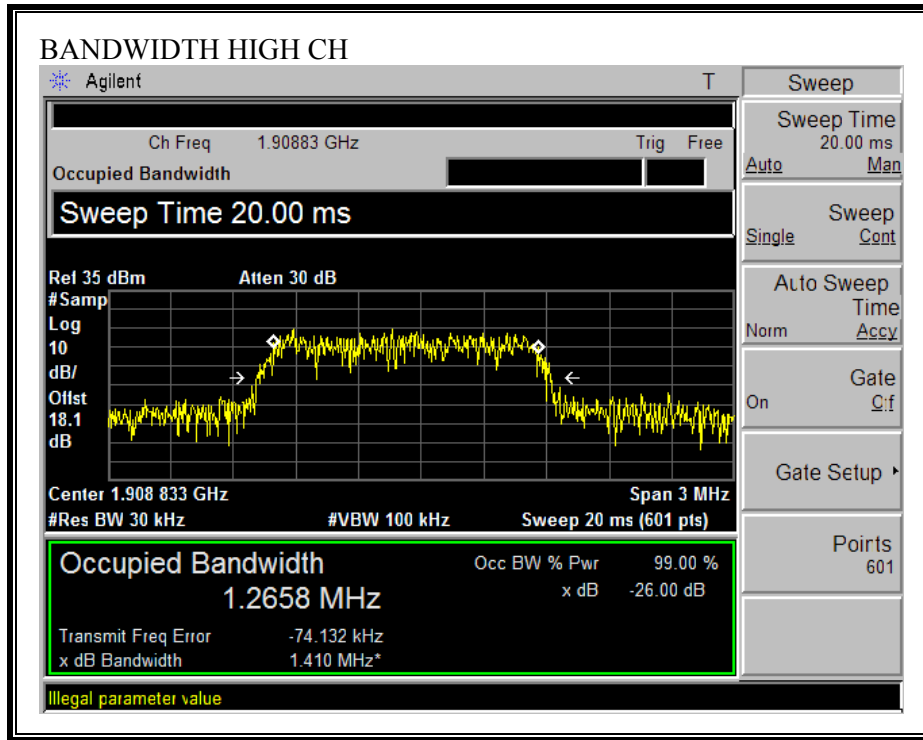 BANDWIDTH HIGH CH
Agilent T Sweep
Ch Freq 1.90883 GHz Trig Free
Occupied Bandwidth
Sweep Time 20.00 ms
Ref 35 dBm Atten 30 dB
#Samp
Log
10
dB/
Offst
18.1
dB
Center 1.908 833 GHz Span 3 MHz
#Res BW 30 kHz #VBW 100 kHz Sweep 20 ms (601 pts)
Occupied Bandwidth Occ BW % Pwr 99.00 %
1.2658 MHz x dB -26.00 dB
Transmit Freq Error -74.132 kHz
x dB Bandwidth 1.410 MHz*
Illegal parameter value
Sweep Time
20.00 ms
Auto Man
Sweep
Single Cont
Auto Sweep
Time
Norm Accy
Gate
On Off
Gate Setup
Points
601